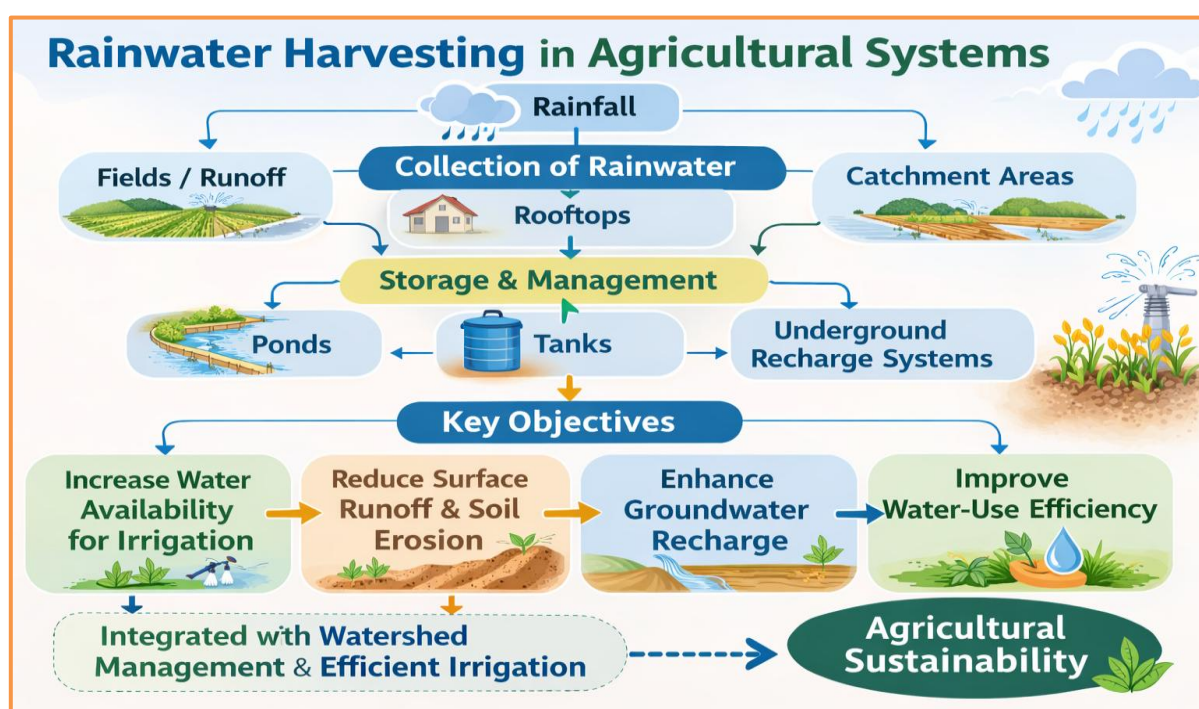 Rainwater Harvesting in Agricultural Systems
Rainfall
Collection of Rainwater
Fields / Runoff
Rooftops
Catchment Areas
Storage & Management
Ponds
Tanks
Underground
Recharge Systems
Key Objectives
Increase Water
Availability
for Irrigation
Reduce Surface
Runoff & Soil
Erosion
Enhance
Groundwater
Recharge
Improve
Water-Use Efficiency
Integrated with Watershed
Management & Efficient Irrigation
Agricultural
Sustainability